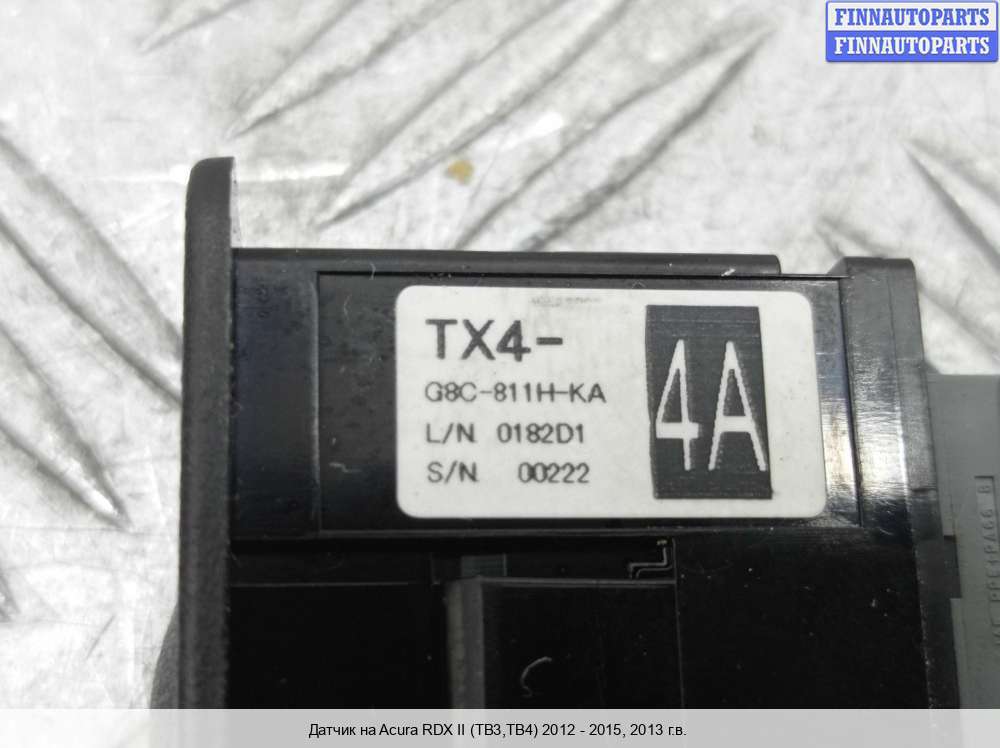 FINNAUTOPARTS
FINNAUTOPARTS
TX4-
G8C-811H-KA
L/N 0182D1
S/N 00222
4A
Датчик на Acura RDX II (TB3,TB4) 2012 - 2015, 2013 г.в.